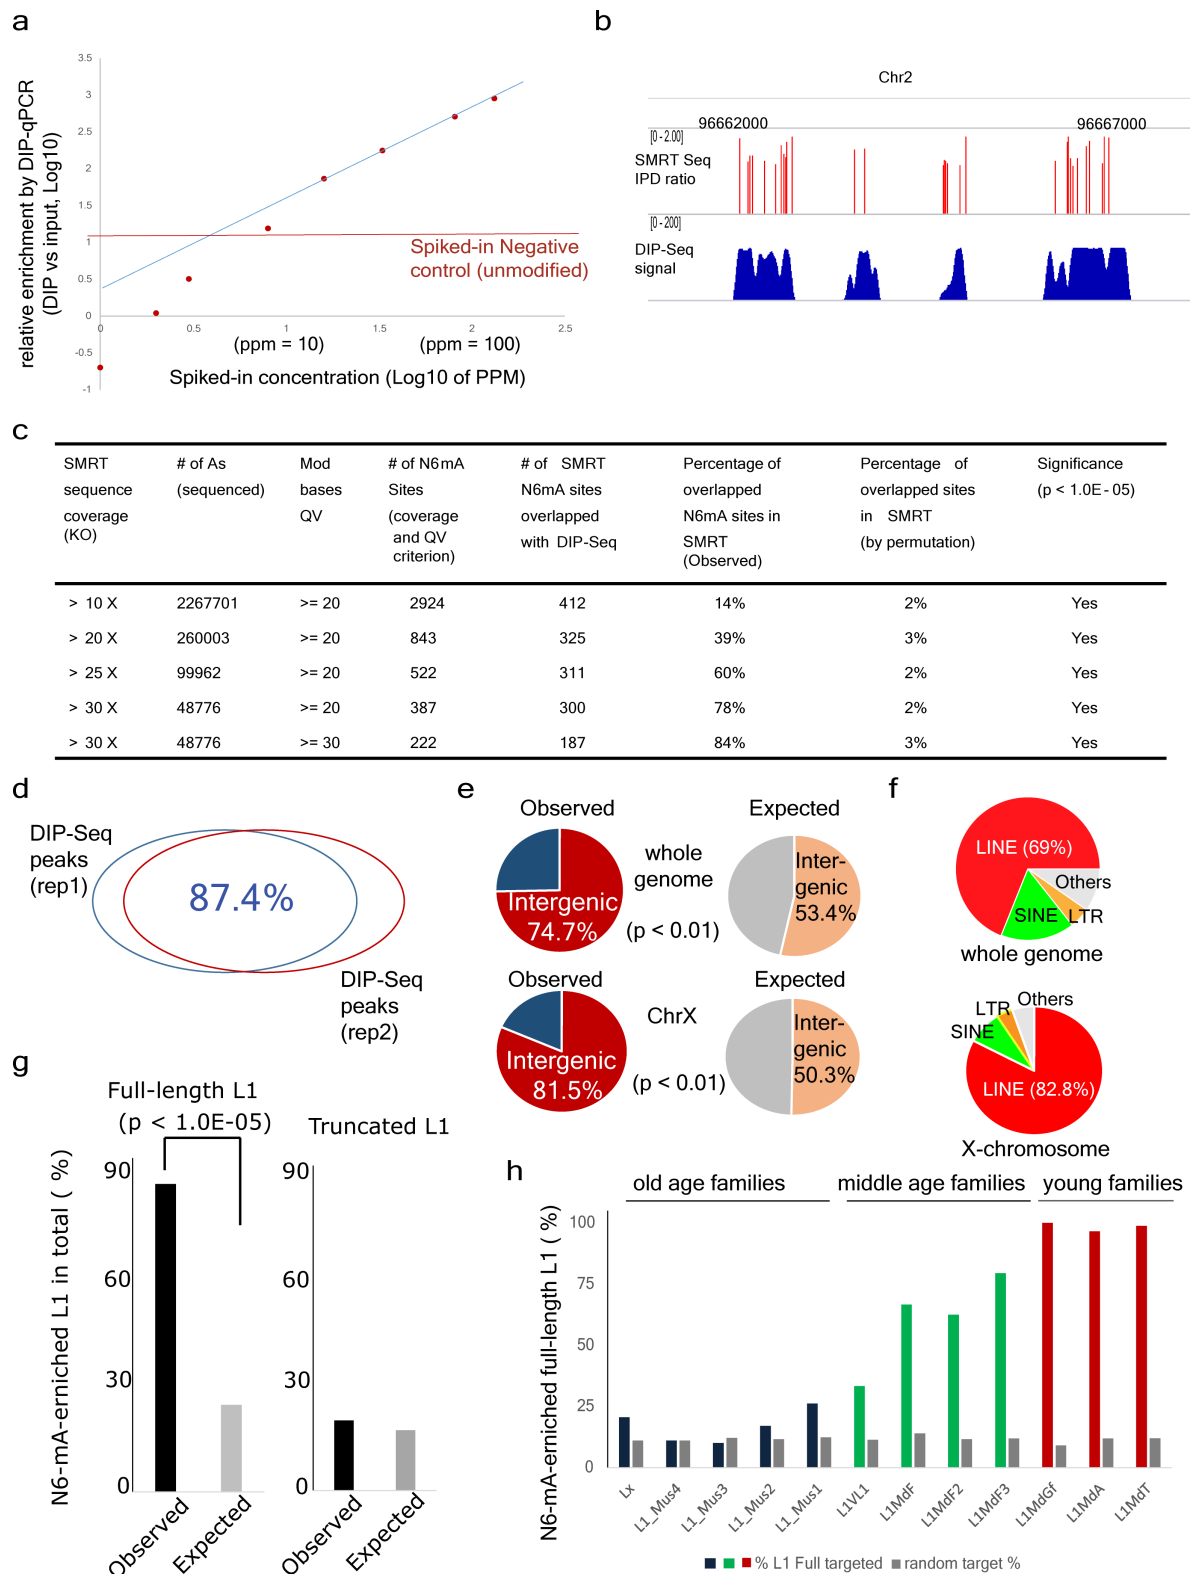 a
3.5
3
2.5
2
1.5
1
0.5
0
-0.5
-1
0
0.5
1
1.5
2
2.5
(ppm = 10)
(ppm = 100)
Spiked-in concentration (Log10 of PPM)
relative enrichment by DIP-qPCR
(DIP vs input, Log10)
Spiked-in Negative
control (unmodified)
b
Chr2
96662000
96667000
[0 - 2.00]
SMRT Seq
IPD ratio
[0 - 200]
DIP-Seq
signal
c
SMRT sequence coverage (KO)
# of As (sequenced)
Mod bases QV
# of N6mA Sites (coverage and QV criterion)
# of SMRT N6mA sites overlapped with DIP-Seq
Percentage of overlapped N6mA sites in SMRT (Observed)
Percentage of overlapped sites in SMRT (by permutation)
Significance (p < 1.0E-05)
> 10 X 2267701 >= 20 2924 412 14% 2% Yes
> 20 X 260003 >= 20 843 325 39% 3% Yes
> 25 X 99962 >= 20 522 311 60% 2% Yes
> 30 X 48776 >= 20 387 300 78% 2% Yes
> 30 X 48776 >= 30 222 187 84% 3% Yes
d
DIP-Seq
peaks
(rep1)
87.4%
DIP-Seq
peaks
(rep2)
e
Observed
Expected
Intergenic
74.7%
whole
genome
(p < 0.01)
Inter-
genic
53.4%
Observed
Expected
Intergenic
81.5%
ChrX
(p < 0.01)
Inter-
genic
50.3%
f
LINE (69%)
Others
SINE
LTR
whole genome
Others
LTR
SINE
LINE (82.8%)
X-chromosome
g
Full-length L1
(p < 1.0E-05)
Truncated L1
N6-mA-erniched L1 in total ( %)
90
60
30
0
Observed
Expected
90
60
30
0
Observed
Expected
h
old age families
middle age families
young families
N6-mA-erniched full-length L1 ( %)
100
75
50
25
0
Lx
L1_Mus4
L1_Mus3
L1_Mus2
L1_Mus1
L1VL1
L1MdF
L1MdF2
L1MdF3
L1MdGf
L1MdA
L1MdT
% L1 Full targeted
random target %